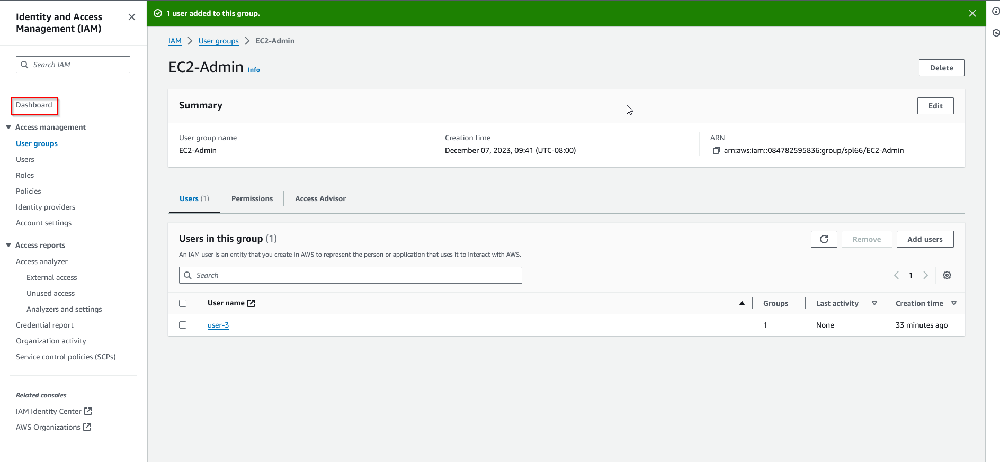 Identity and Access
Management (IAM)
Search IAM
Dashboard
Access management
User groups
Users
Roles
Policies
Identity providers
Account settings
Access reports
Access analyzer
External access
Unused access
Analyzers and settings
Credential report
Organization activity
Service control policies (SCPs)
Related consoles
IAM Identity Center
AWS Organizations
1 user added to this group.
IAM > User groups > EC2-Admin
EC2-Admin Info
Delete
Summary
Edit
User group name
EC2-Admin
Creation time
December 07, 2023, 09:41 (UTC-08:00)
ARN
arn:aws:iam::084782595836:group/spl66/EC2-Admin
Users (1) Permissions Access Advisor
Users in this group (1)
Remove Add users
An IAM user is an entity that you create in AWS to represent the person or application that uses it to interact with AWS.
Search
1
User name Groups Last activity Creation time
user-3 1 None 33 minutes ago